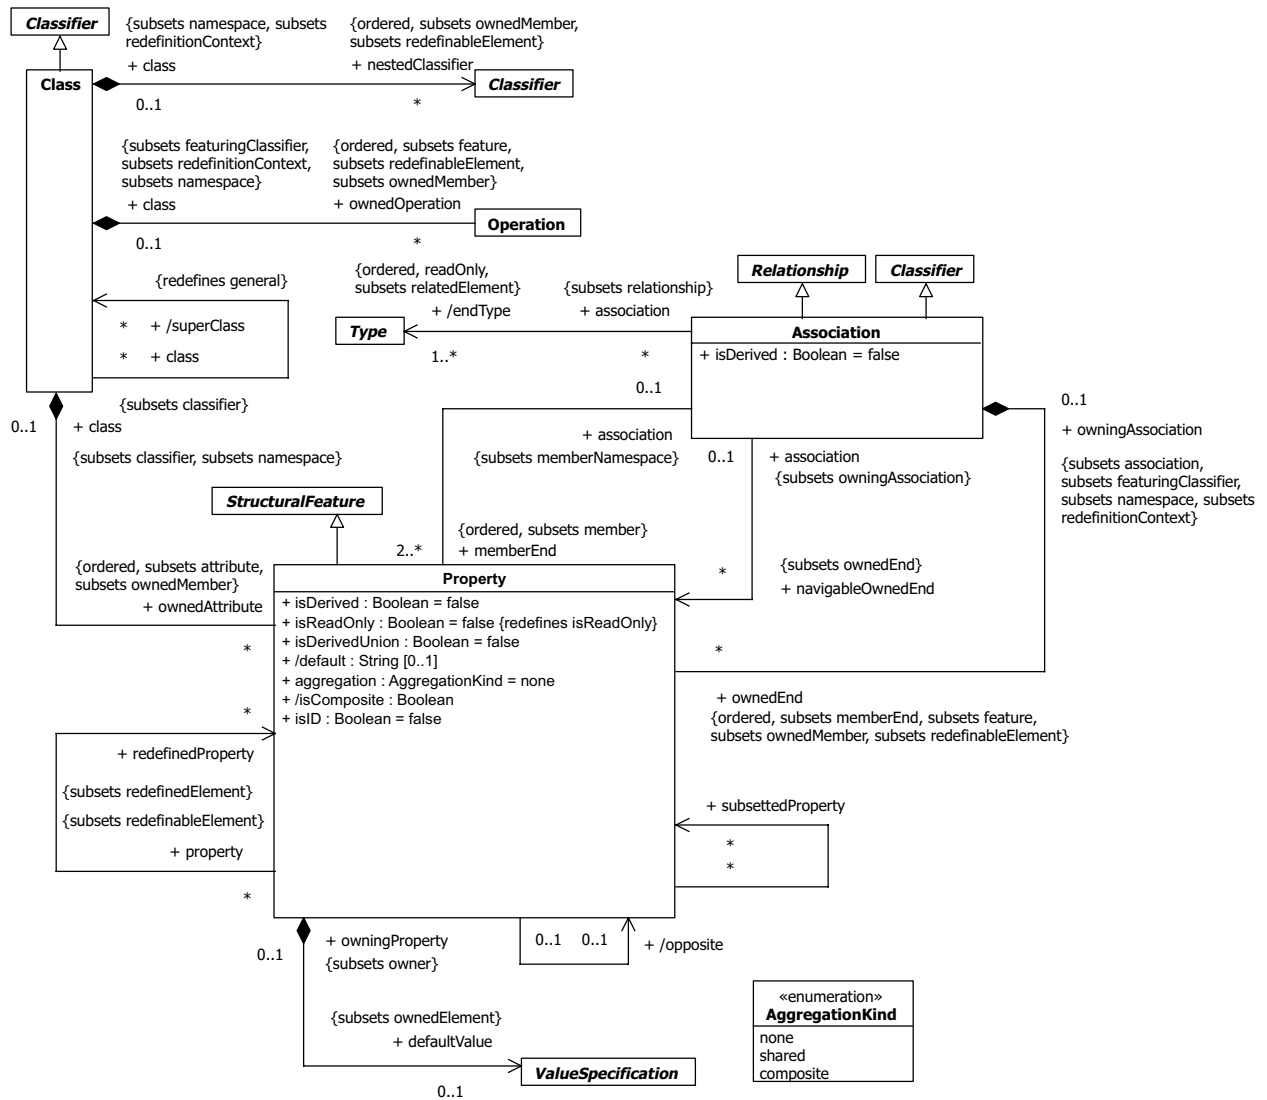 Classifier
{subsets namespace, subsets
redefinitionContext}
+ class
0..1
{ordered, subsets ownedMember,
subsets redefinableElement}
+ nestedClassifier
*
Classifier
Class
{subsets featuringClassifier,
subsets redefinitionContext,
subsets namespace}
+ class
0..1
{ordered, subsets feature,
subsets redefinableElement,
subsets ownedMember}
+ ownedOperation
*
Operation
{redefines general}
* + /superClass
* + class
{subsets classifier}
{ordered, readOnly,
subsets relatedElement}
+ /endType
1..*
Type
{subsets relationship}
+ association
*
Relationship
Classifier
Association
+ isDerived : Boolean = false
0..1
+ association
{subsets memberNamespace}
0..1
+ association
{subsets owningAssociation}
0..1
+ owningAssociation
{subsets association,
subsets featuringClassifier,
subsets namespace, subsets
redefinitionContext}
0..1
+ class
{subsets classifier, subsets namespace}
StructuralFeature
{ordered, subsets member}
2..*
+ memberEnd
{subsets ownedEnd}
* + navigableOwnedEnd
{ordered, subsets attribute,
subsets ownedMember}
+ ownedAttribute
*
Property
+ isDerived : Boolean = false
+ isReadOnly : Boolean = false {redefines isReadOnly}
+ isDerivedUnion : Boolean = false
+ /default : String [0..1]
+ aggregation : AggregationKind = none
+ /isComposite : Boolean
+ isID : Boolean = false
*
+ ownedEnd
{ordered, subsets memberEnd, subsets feature,
subsets ownedMember, subsets redefinableElement}
*
+ redefinedProperty
{subsets redefinedElement}
{subsets redefinableElement}
+ property
*
+ subsettedProperty
*
*
0..1
+ owningProperty
{subsets owner}
0..1 0..1
+ /opposite
{subsets ownedElement}
+ defaultValue
0..1
ValueSpecification
«enumeration»
AggregationKind
none
shared
composite